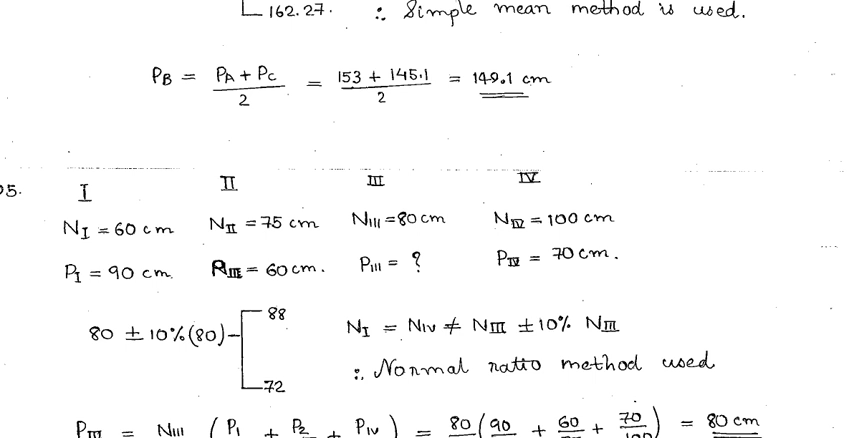 162.27. ∴ Simple mean method is used.
P_B = (P_A + P_C)/2 = (153 + 145.1)/2 = 149.1 cm
05. I II III IV
N_I = 60 cm N_II = 75 cm N_III = 80 cm N_IV = 100 cm
P_I = 90 cm. P_II = 60 cm. P_III = ? P_IV = 70 cm.
80 ± 10% (80) 88
N_I = N_IV ≠ N_III ± 10% N_III
∴ Normal ratio method used
72
P_III = N_III (P_1 + P_2 + P_IV) = 80 (90 + 60 + 70) = 80 cm